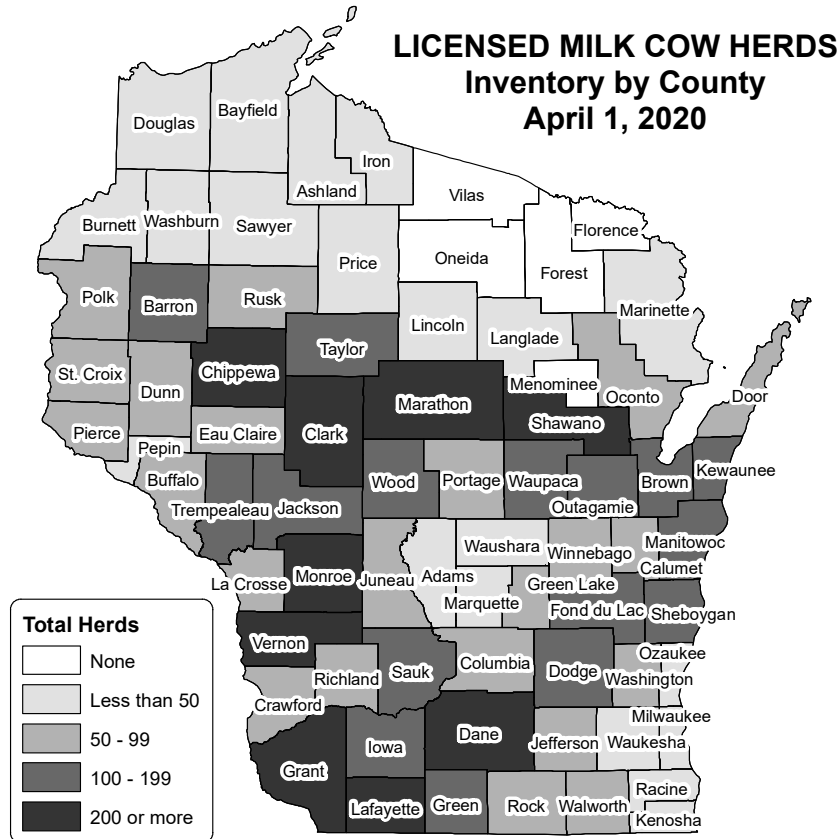 LICENSED MILK COW HERDS
Inventory by County
April 1, 2020
Douglas
Bayfield
Iron
Ashland
Vilas
Burnett
Washburn
Sawyer
Florence
Price
Oneida
Forest
Polk
Barron
Rusk
Marinette
Lincoln
Langlade
Taylor
St. Croix
Chippewa
Dunn
Menominee
Oconto
Door
Marathon
Shawano
Pierce
Eau Claire
Clark
Pepin
Buffalo
Wood
Portage
Waupaca
Brown
Kewaunee
Trempealeau
Jackson
Outagamie
Waushara
Winnebago
Manitowoc
Calumet
La Crosse
Monroe
Juneau
Adams
Green Lake
Marquette
Fond du Lac
Sheboygan
Vernon
Columbia
Ozaukee
Richland
Sauk
Dodge
Washington
Crawford
Milwaukee
Iowa
Dane
Jefferson
Waukesha
Grant
Lafayette
Green
Rock
Walworth
Racine
Kenosha
Total Herds
None
Less than 50
50 - 99
100 - 199
200 or more